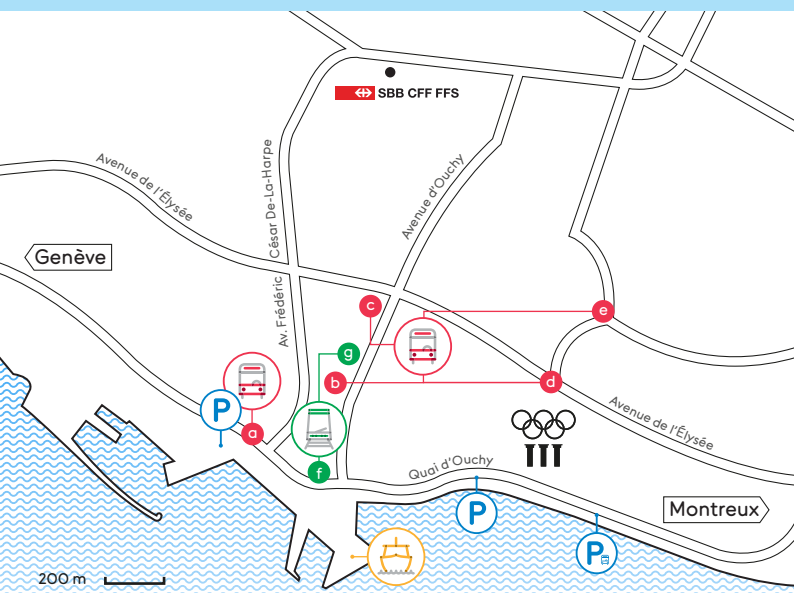 SBB CFF FFS
Avenue de l'Élysée
Av. Frédéric César De-La-Harpe
Avenue d'Ouchy
Genève
c
e
g
b
d
P
a
Avenue de l'Élysée
f
Quai d'Ouchy
P
Montreux
P
200 m